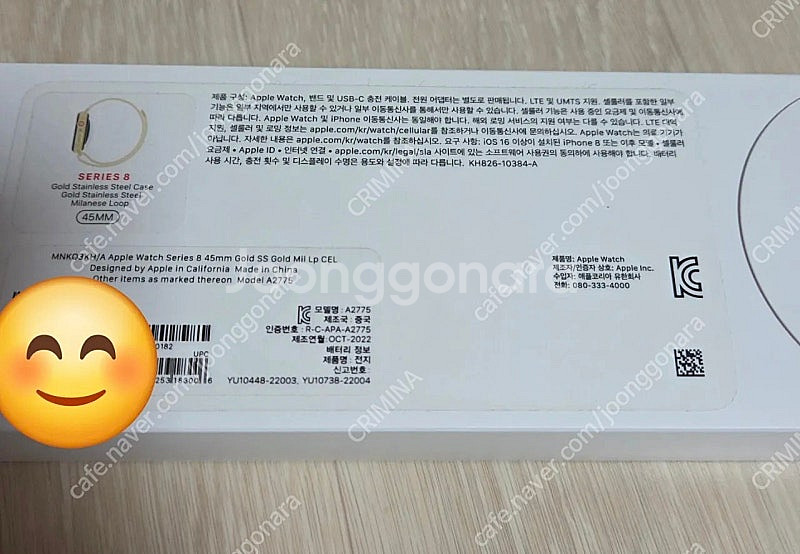 제품 구성: Apple Watch, 밴드 및 USB-C 충전 케이블. 전원 어댑터는 별도로 판매됩니다. LTE 및 UMTS 지원. 셀룰러를 포함한 일부
기능은 일부 지역에서만 사용할 수 있거나 일부 이동통신사를 통해서만 사용할 수 있습니다. 셀룰러 기능은 사용 중인 요금제 및 이동통신사에
따라 다릅니다. Apple Watch 및 iPhone 이동통신사는 동일해야 합니다. 해외 로밍 서비스의 지원 여부는 다를 수 있습니다. LTE 대역
지원, 셀룰러 및 로밍 정보는 apple.com/kr/watch/cellular를 참조하거나 이동통신사에 문의하십시오. Apple Watch는 의료 기기가
아닙니다. 자세한 내용은 apple.com/kr/watch를 참조하십시오. 요구 사항: iOS 16 이상이 설치된 iPhone 8 또는 이후 모델 • 셀룰러
요금제 • Apple ID • 인터넷 연결 • apple.com/kr/legal/sla 사이트에 있는 소프트웨어 사용권의 동의하에 사용해야 합니다. 배터리
사용 시간, 충전 횟수 및 디스플레이 수명은 용도와 설정에 따라 다릅니다. KH826-10384-A
SERIES 8
Gold Stainless Steel Case
Gold Stainless Steel
Milanese Loop
45MM
MNKQ3KH/A Apple Watch Series 8 45mm Gold SS Gold Mil Lp CEL
Designed by Apple in California Made in China
Other items as marked thereon Model A2775
제품명: Apple Watch
제조자/인증자 상호: Apple Inc.
수입자: 애플코리아 유한회사
전화: 080-333-4000
모델명: A2775
제조국: 중국
인증번호: R-C-APA-A2775
제조연월: OCT-2022
배터리 정보
제품명: 전지
신고번호:
YU10448-22003, YU10738-22004
0182
UPC
Joonggonara
CRIMINA
cafe.naver.com/joonggonara
CRIMINA
cafe.naver.com/joonggonara
CRIMINA
cafe.naver.com/joonggonara
CRIMINA
cafe.naver.com/joonggonara
CRIMINA
CRIMINA